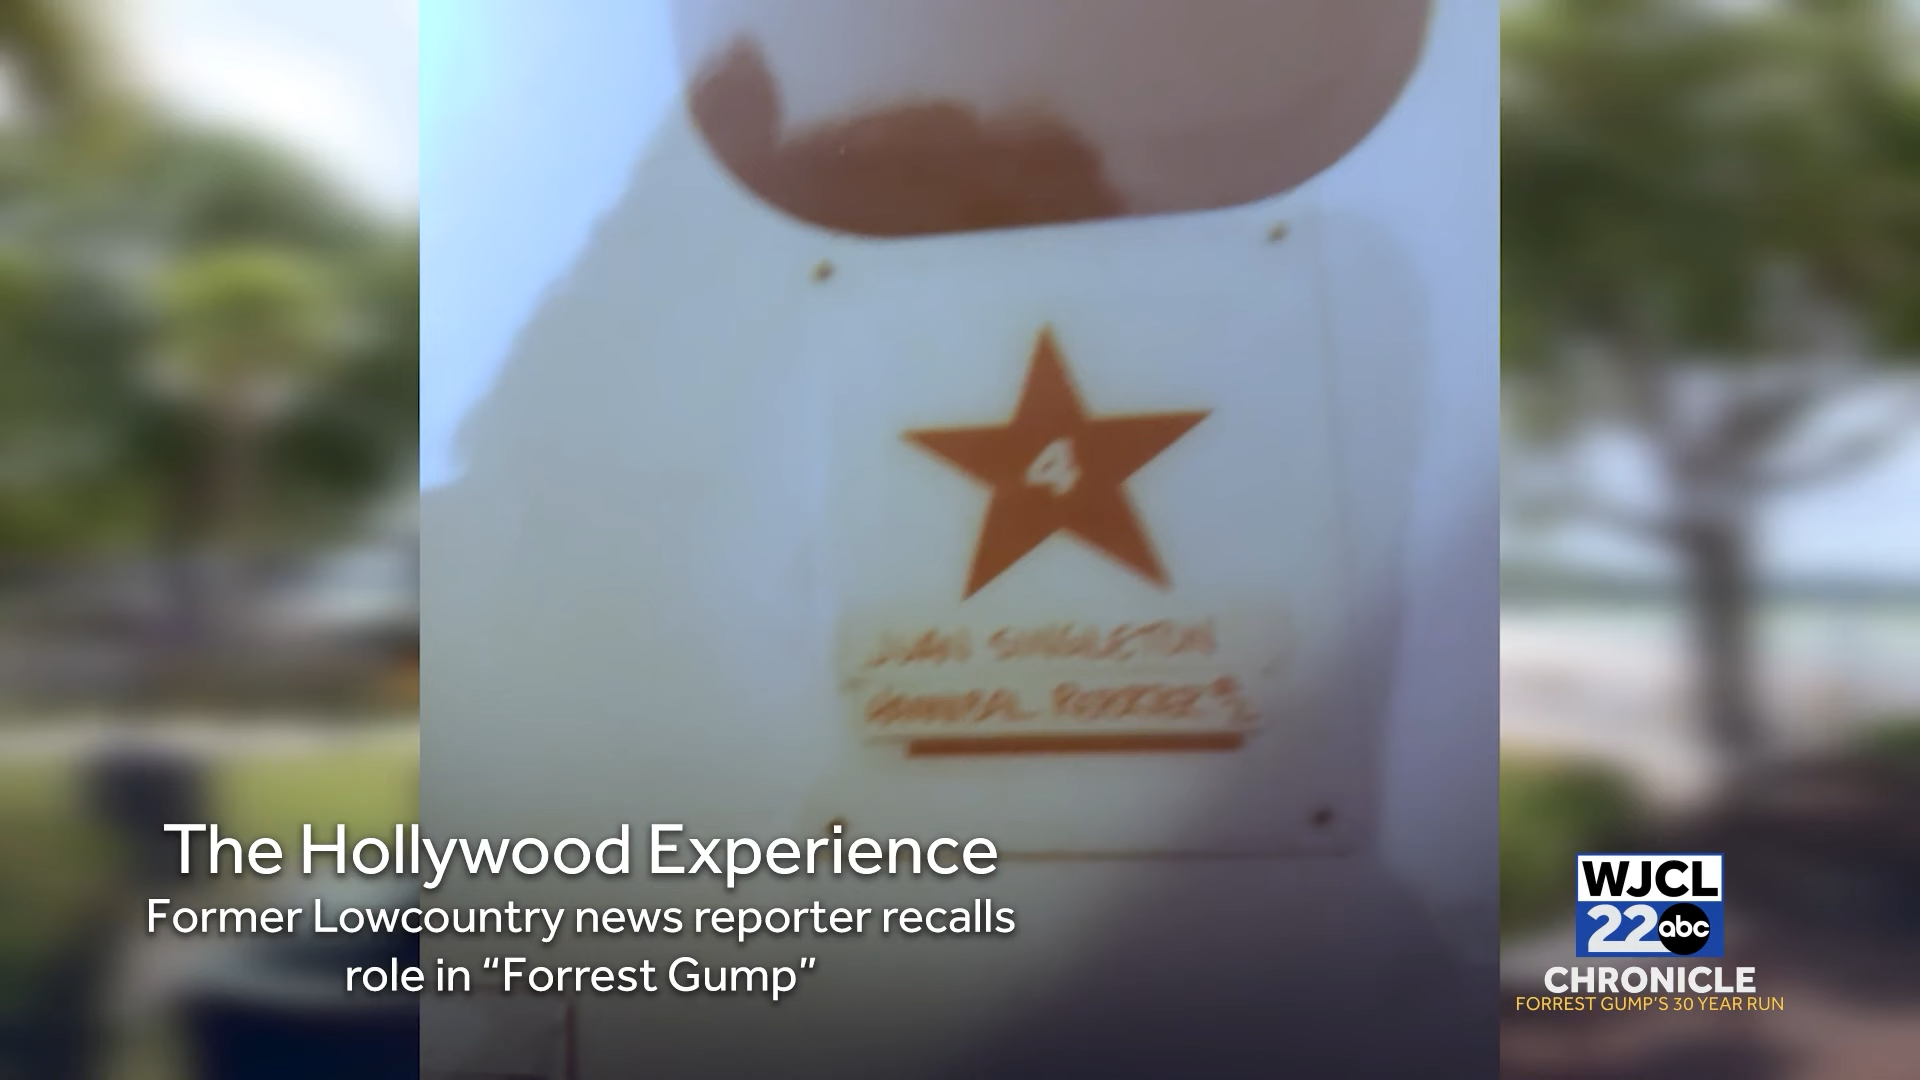 4
SINGLETON
The Hollywood Experience
Former Lowcountry news reporter recalls
role in “Forrest Gump”
WJCL
22 abc
CHRONICLE
FORREST GUMP'S 30 YEAR RUN